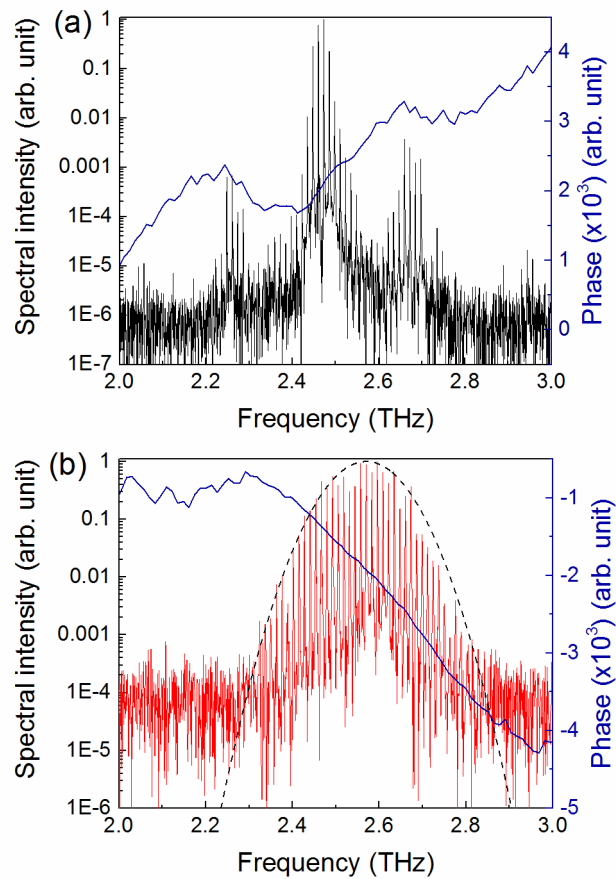 (a)
Spectral intensity (arb. unit)
1
0.1
0.01
0.001
1E-4
1E-5
1E-6
1E-7
2.0 2.2 2.4 2.6 2.8 3.0
Frequency (THz)
4
3
2
1
0
Phase (x10³) (arb. unit)
(b)
Spectral intensity (arb. unit)
1
0.1
0.01
0.001
1E-4
1E-5
1E-6
2.0 2.2 2.4 2.6 2.8 3.0
Frequency (THz)
-1
-2
-3
-4
-5
Phase (x10³) (arb. unit)